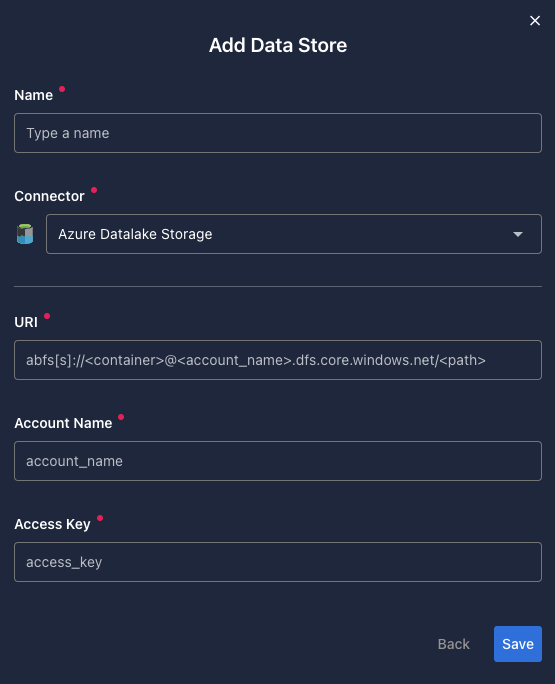 Add Data Store
Name
Type a name
Connector
Azure Datalake Storage
URI
abfs[s]://<container>@<account_name>.dfs.core.windows.net/<path>
Account Name
account_name
Access Key
access_key
Back
Save